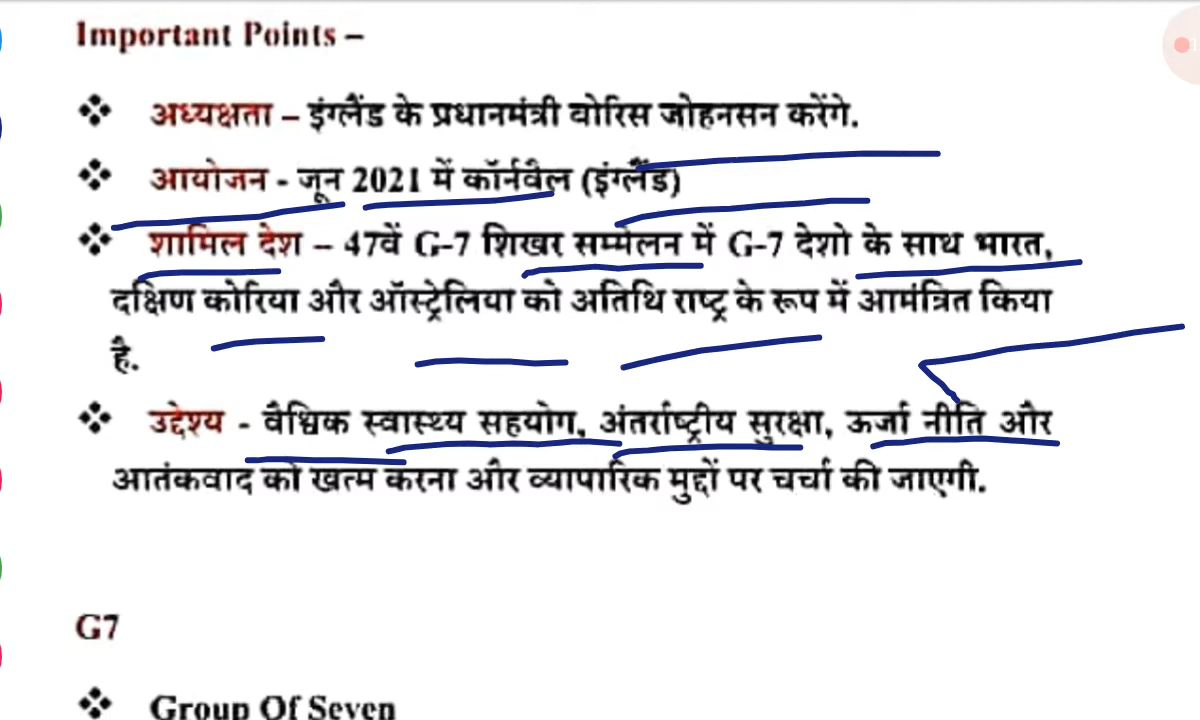 Important Points –
❖ अध्यक्षता – इंग्लैंड के प्रधानमंत्री वोरिस जोहनसन करेंगे.
❖ आयोजन - जून 2021 में कॉर्नवैल (इंग्लैंड)
❖ शामिल देश – 47वें G-7 शिखर सम्मेलन में G-7 देशो के साथ भारत,
दक्षिण कोरिया और ऑस्ट्रेलिया को अतिथि राष्ट्र के रूप में आमंत्रित किया
है.
❖ उद्देश्य - वैश्विक स्वास्थ्य सहयोग, अंतर्राष्ट्रीय सुरक्षा, ऊर्जा नीति और
आतंकवाद को खत्म करना और व्यापारिक मुद्दों पर चर्चा की जाएगी.
G7
❖ Group Of Seven